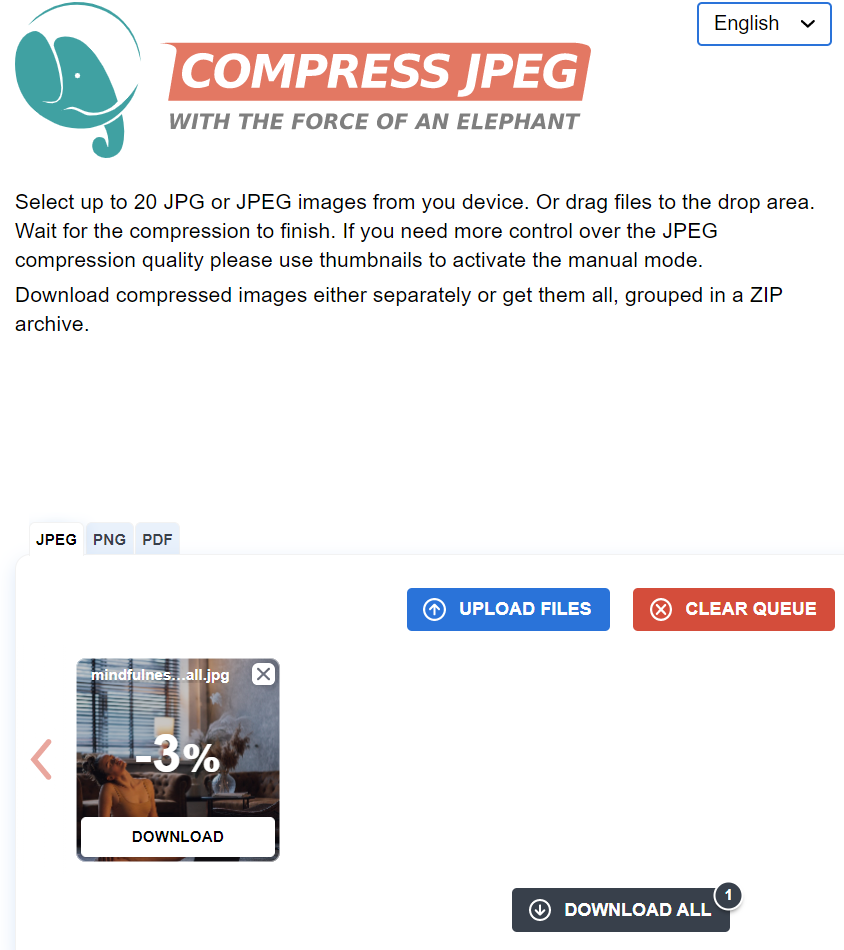 English
COMPRESS JPEG
WITH THE FORCE OF AN ELEPHANT
Select up to 20 JPG or JPEG images from you device. Or drag files to the drop area.
Wait for the compression to finish. If you need more control over the JPEG
compression quality please use thumbnails to activate the manual mode.
Download compressed images either separately or get them all, grouped in a ZIP
archive.
JPEG PNG PDF
UPLOAD FILES CLEAR QUEUE
mindfulnes...all.jpg
-3%
DOWNLOAD
1
DOWNLOAD ALL